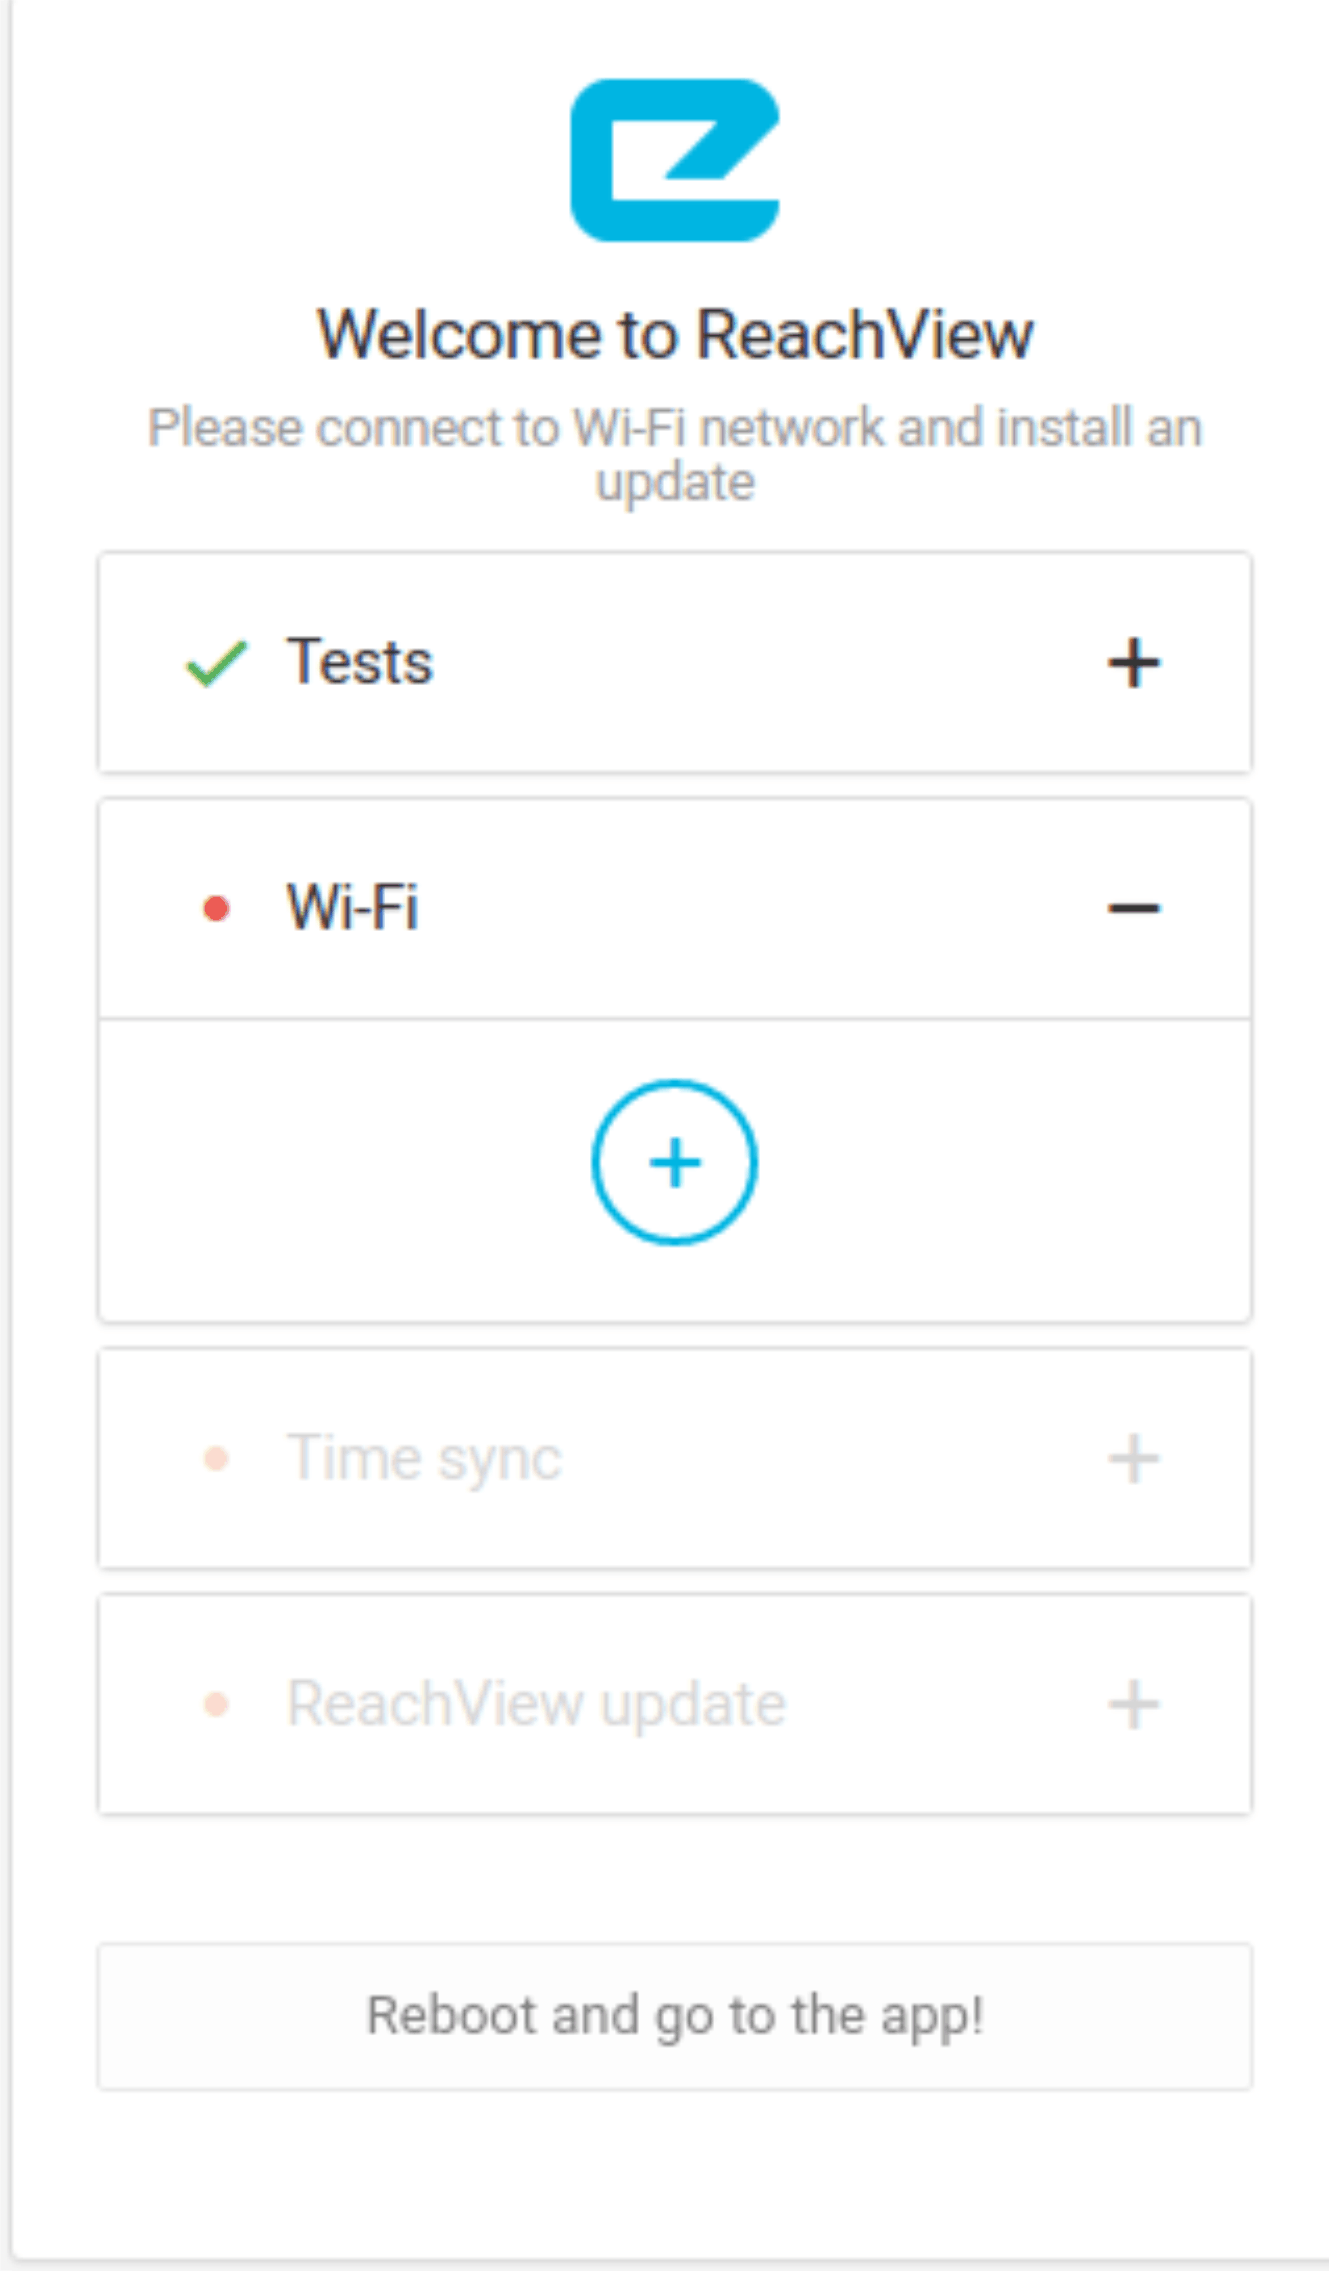 Welcome to ReachView
Please connect to Wi-Fi network and install an
update
Tests
Wi-Fi
Time sync
ReachView update
Reboot and go to the app!